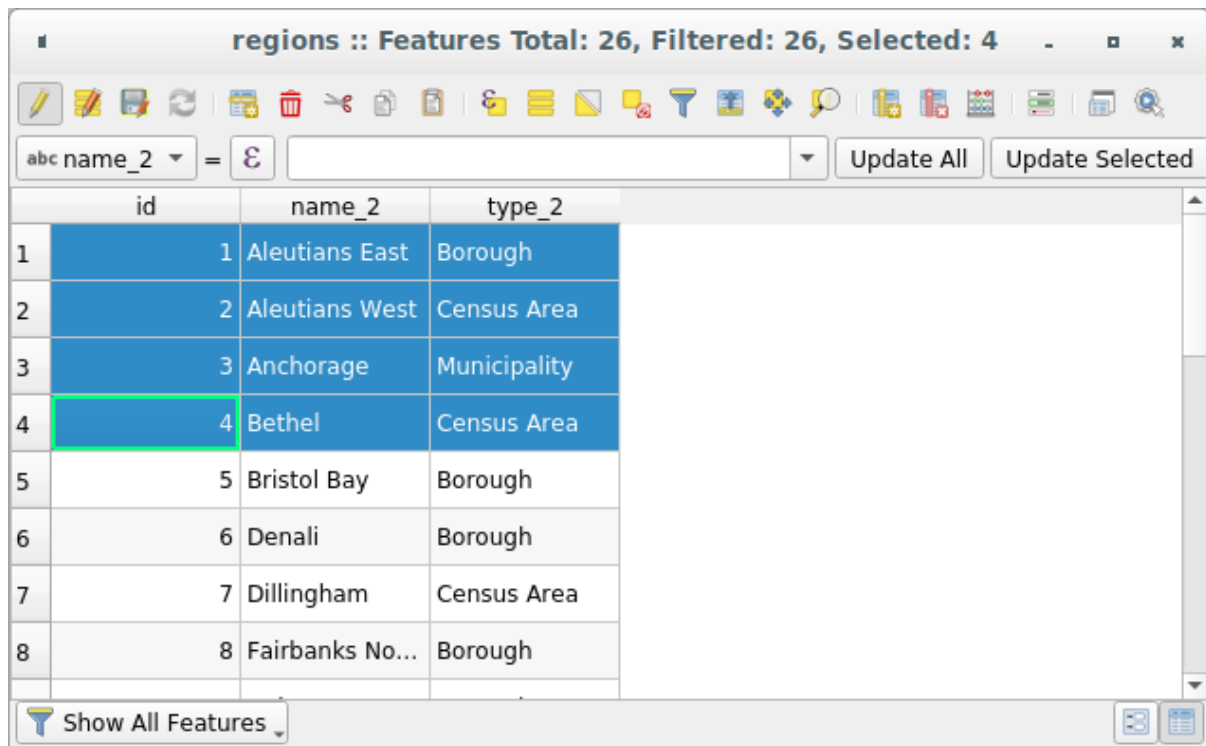 regions :: Features Total: 26, Filtered: 26, Selected: 4
abc name_2 = ε Update All Update Selected
id name_2 type_2
1 1 Aleutians East Borough
2 2 Aleutians West Census Area
3 3 Anchorage Municipality
4 4 Bethel Census Area
5 5 Bristol Bay Borough
6 6 Denali Borough
7 7 Dillingham Census Area
8 8 Fairbanks No... Borough
Show All Features